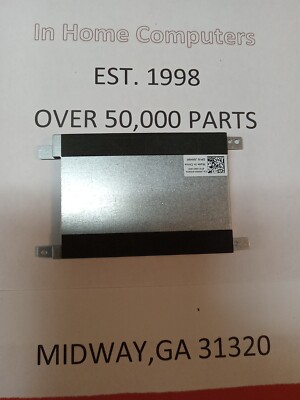 In Home Computers
EST. 1998
OVER 50,000 PARTS
MIDWAY,GA 31320